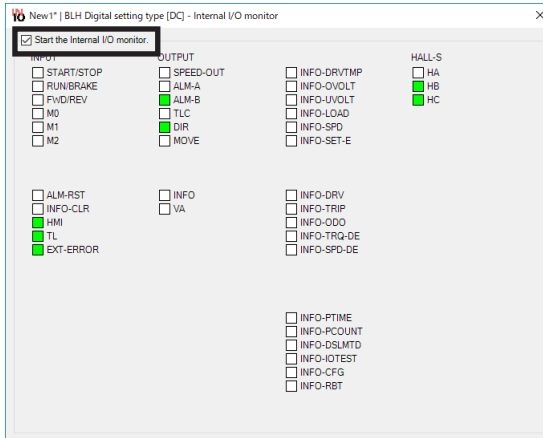 New1* | BLH Digital setting type [DC] - Internal I/O monitor
Start the Internal I/O monitor.
INPUT
START/STOP
RUN/BRAKE
FWD/REV
M0
M1
M2
ALM-RST
INFO-CLR
HMI
TL
EXT-ERROR
OUTPUT
SPEED-OUT
ALM-A
ALM-B
TLC
DIR
MOVE
INFO
VA
INFO-DRVTMP
INFO-OVOLT
INFO-UVOLT
INFO-LOAD
INFO-SPD
INFO-SET-E
INFO-DRV
INFO-TRIP
INFO-ODO
INFO-TRQ-DE
INFO-SPD-DE
INFO-PTIME
INFO-PCOUNT
INFO-DSLMTD
INFO-IOTEST
INFO-CFG
INFO-RBT
HALL-S
HA
HB
HC